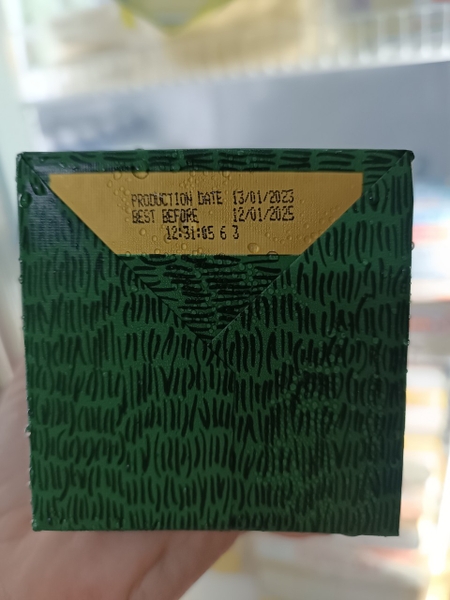 PRODUCTION DATE 13/01/2023
BEST BEFORE 12/01/2025
12:31:05 6 3